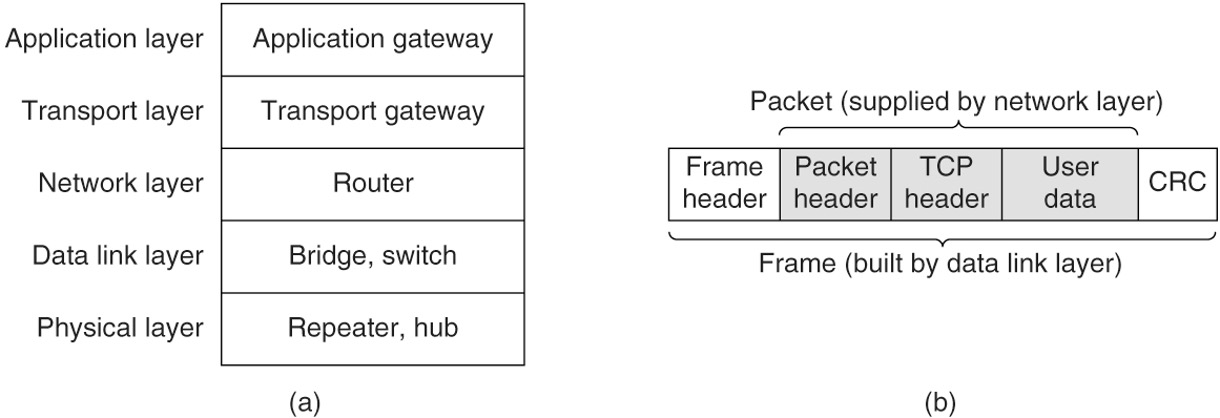 Application layer
Application gateway
Transport layer
Transport gateway
Network layer
Router
Data link layer
Bridge, switch
Physical layer
Repeater, hub
(a)
Packet (supplied by network layer)
Frame
header
Packet
header
TCP
header
User
data
CRC
Frame (built by data link layer)
(b)